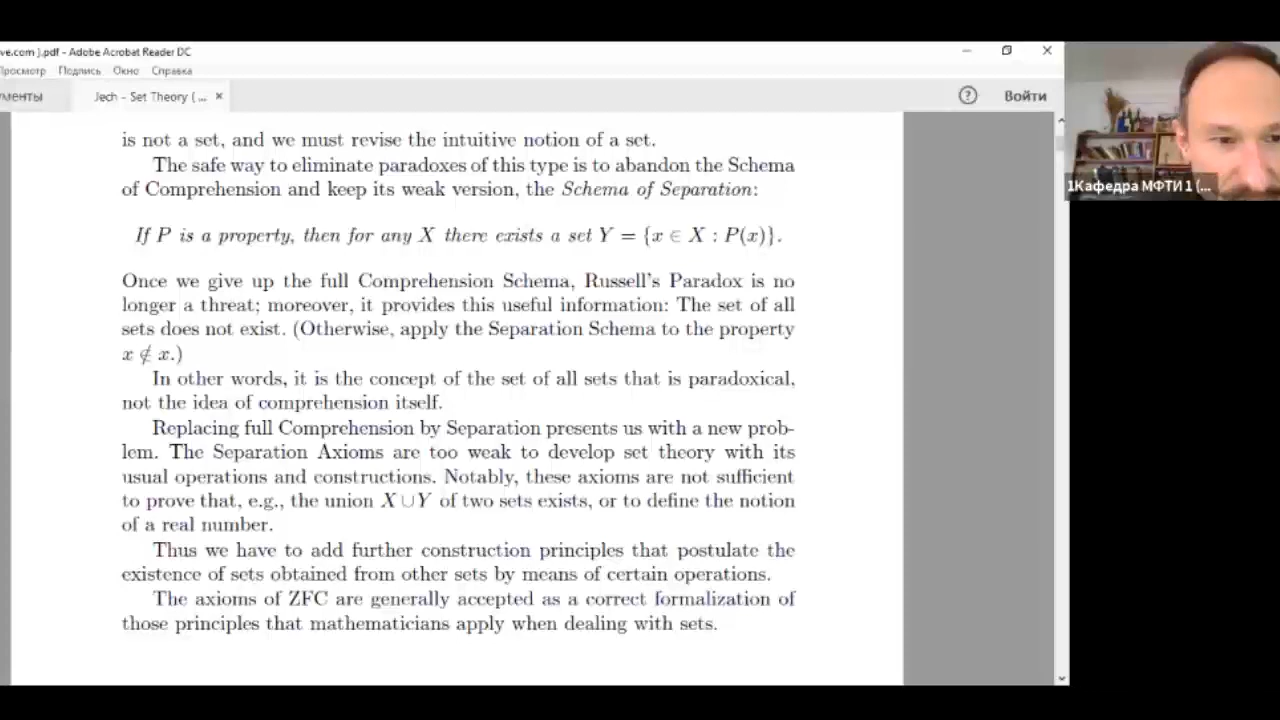 ve.com ).pdf - Adobe Acrobat Reader DC
Просмотр Подпись Окно Справка
ументы Jech – Set Theory ( ... × ? Войти
is not a set, and we must revise the intuitive notion of a set.
The safe way to eliminate paradoxes of this type is to abandon the Schema
of Comprehension and keep its weak version, the Schema of Separation:
If P is a property, then for any X there exists a set Y = {x ∈ X : P(x)}.
Once we give up the full Comprehension Schema, Russell's Paradox is no
longer a threat; moreover, it provides this useful information: The set of all
sets does not exist. (Otherwise, apply the Separation Schema to the property
x ∉ x.)
In other words, it is the concept of the set of all sets that is paradoxical,
not the idea of comprehension itself.
Replacing full Comprehension by Separation presents us with a new prob-
lem. The Separation Axioms are too weak to develop set theory with its
usual operations and constructions. Notably, these axioms are not sufficient
to prove that, e.g., the union X ∪ Y of two sets exists, or to define the notion
of a real number.
Thus we have to add further construction principles that postulate the
existence of sets obtained from other sets by means of certain operations.
The axioms of ZFC are generally accepted as a correct formalization of
those principles that mathematicians apply when dealing with sets.
1Кафедра МФТИ 1 (...